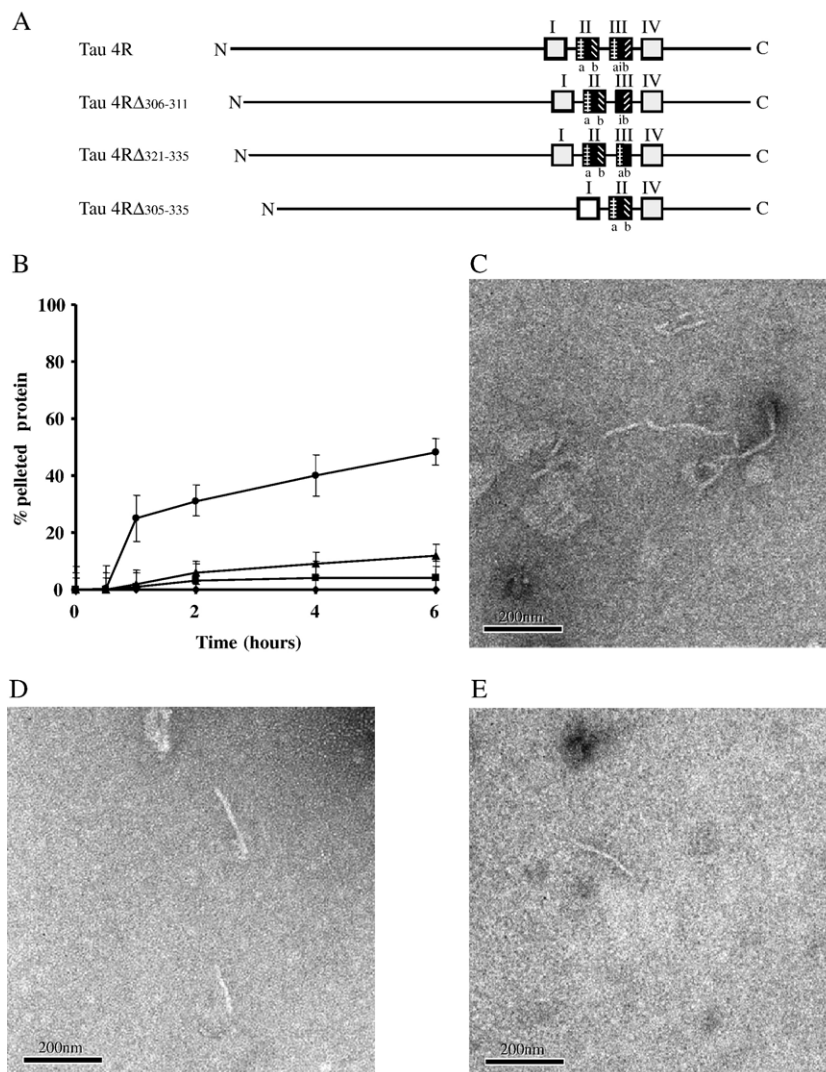 A
I II III IV
Tau 4R N C
a b aib
I II III IV
Tau 4RΔ306-311 N C
a b ib
I II III IV
Tau 4RΔ321-335 N C
a b ab
I II IV
Tau 4RΔ305-335 N C
a b
B
100
80
60
40
20
0
% pelleted protein
0 2 4 6
Time (hours)
C
200nm
D
200nm
E
200nm